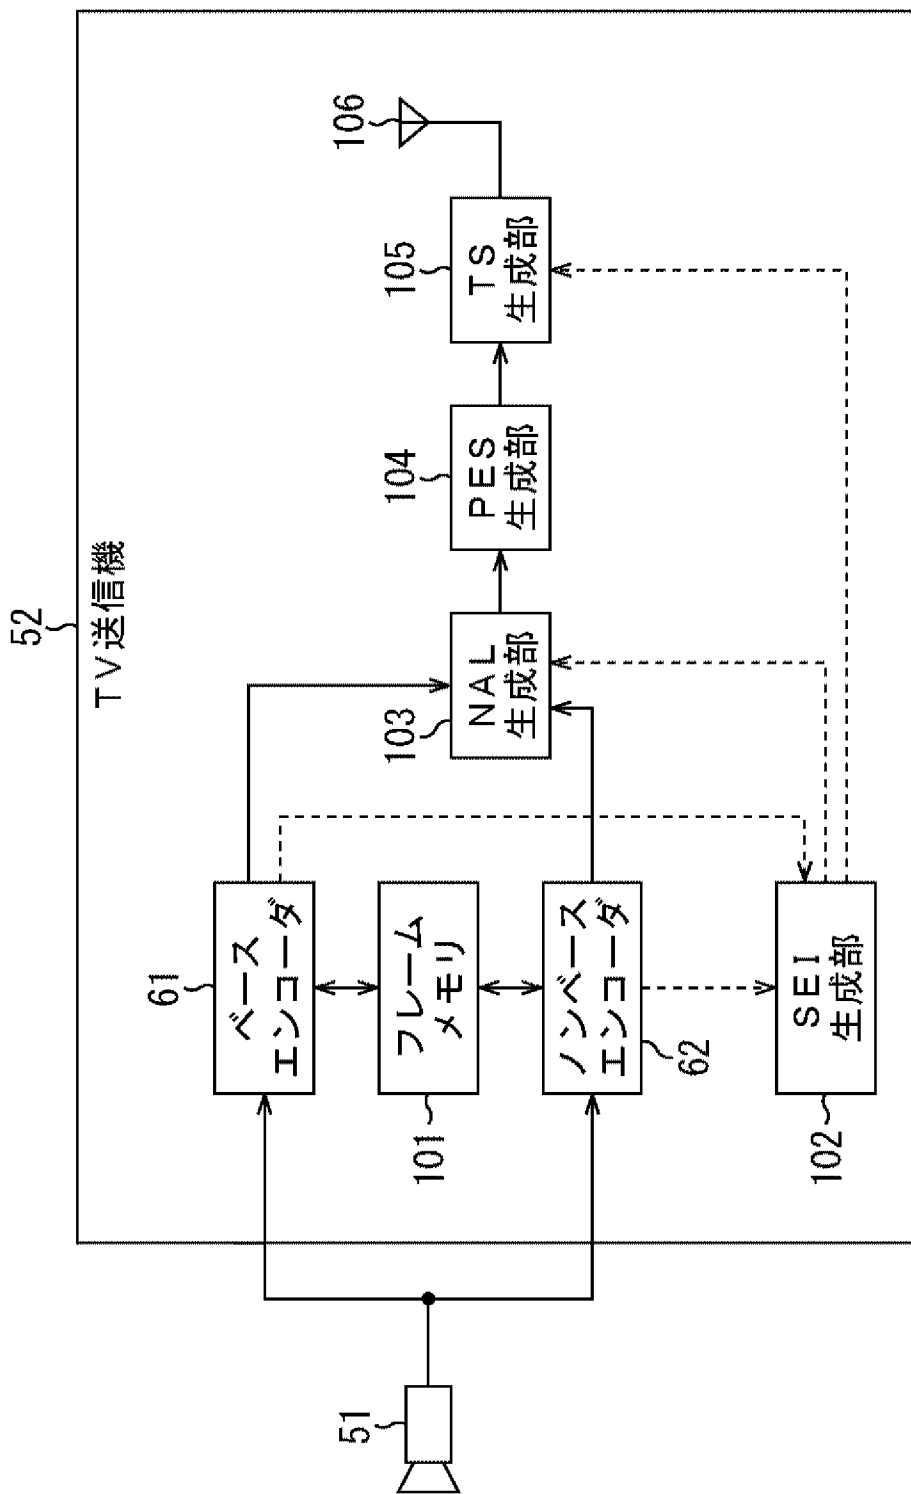 52
TV送信機
51
61
ベース
エンコーダ
101
フレーム
メモリ
62
ノンベース
エンコーダ
102
SEI
生成部
103
NAL
生成部
104
PES
生成部
105
TS
生成部
106